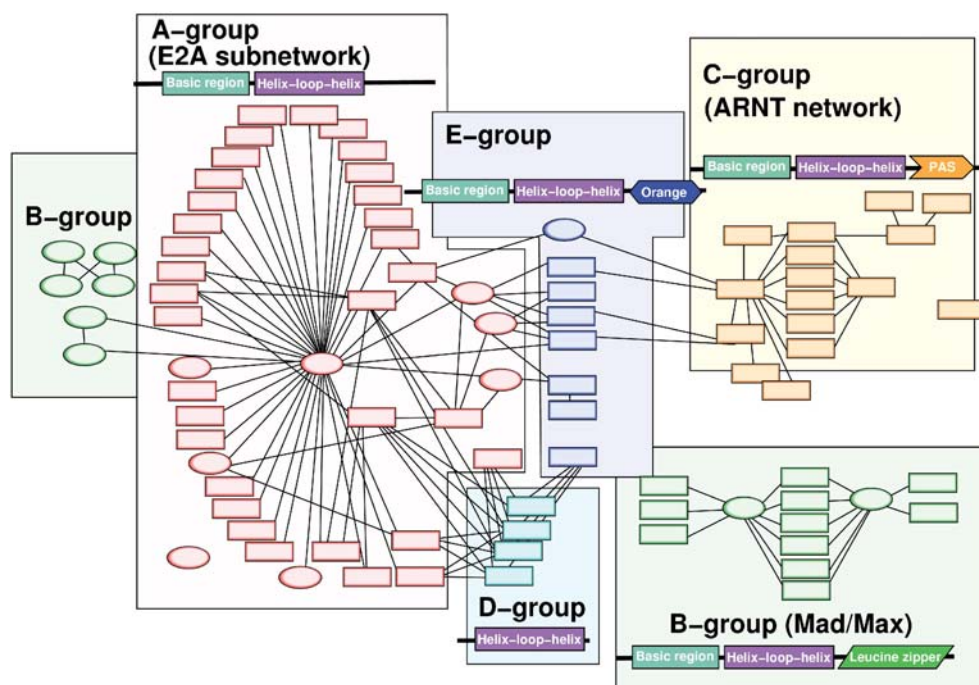 A-group
(E2A subnetwork)
Basic region Helix-loop-helix
B-group
E-group
Basic region Helix-loop-helix Orange
C-group
(ARNT network)
Basic region Helix-loop-helix PAS
D-group
Helix-loop-helix
B-group (Mad/Max)
Basic region Helix-loop-helix Leucine zipper